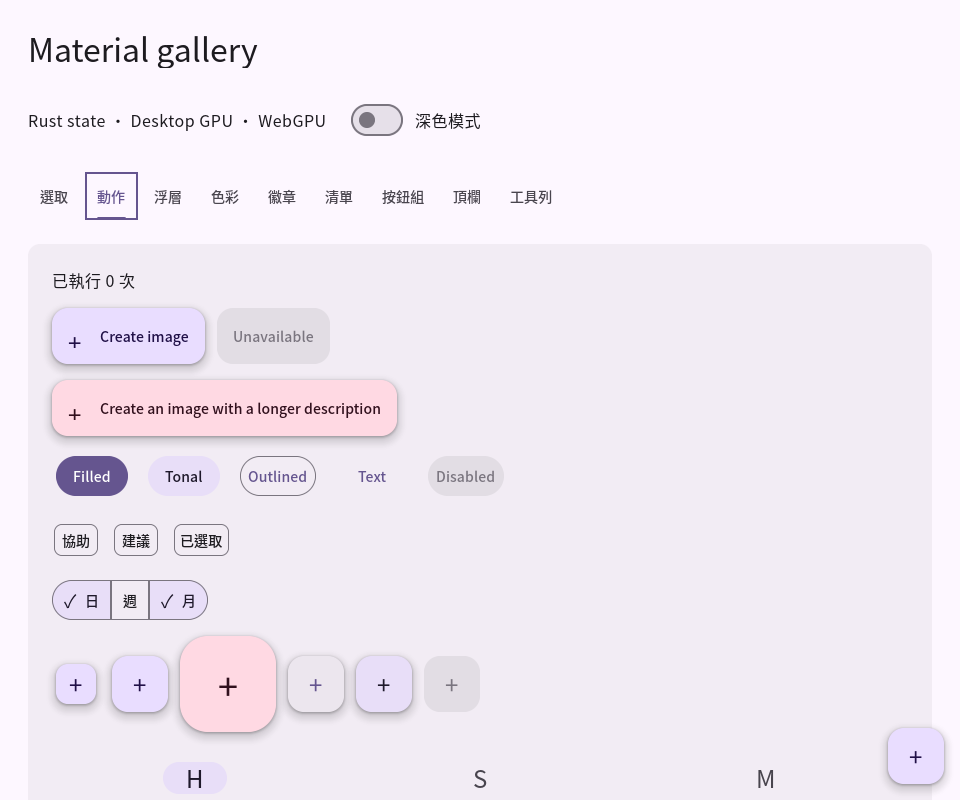 Material gallery
Rust state • Desktop GPU • WebGPU 深色模式
選取 動作 浮層 色彩 徽章 清單 按鈕組 頂欄 工具列
已執行 0 次
+ Create image Unavailable
+ Create an image with a longer description
Filled Tonal Outlined Text Disabled
協助 建議 已選取
✓ 日 週 ✓ 月
+ + + + + +
+
H S M